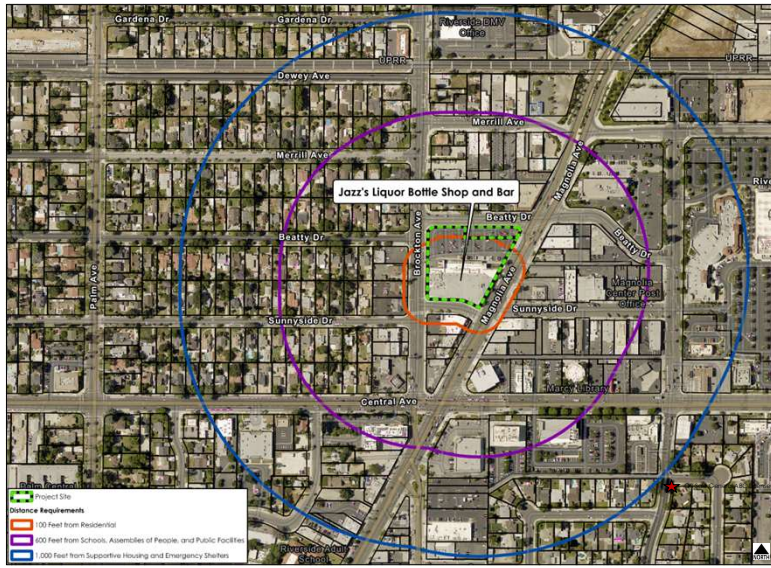 Gardena Dr
Gardena Dr
Riverside DMV
Office
UPRR
UPRR
Dewey Ave
Merrill Ave
Merrill Ave
Magnolia Ave
Jazz's Liquor Bottle Shop and Bar
Beatty Dr
Beatty Dr
Beatty Dr
Brockton Ave
Palm Ave
Magnolia Ave
Magnolia
Center Post
Office
Sunnyside Dr
Sunnyside Dr
Marcy Library
Central Ave
Palm Central
Project Site
Distance Requirements
100 Feet from Residential
600 Feet from Schools, Assemblies of People, and Public Facilities
1,000 Feet from Supportive Housing and Emergency Shelters
Riverside Adult
School
NORTH